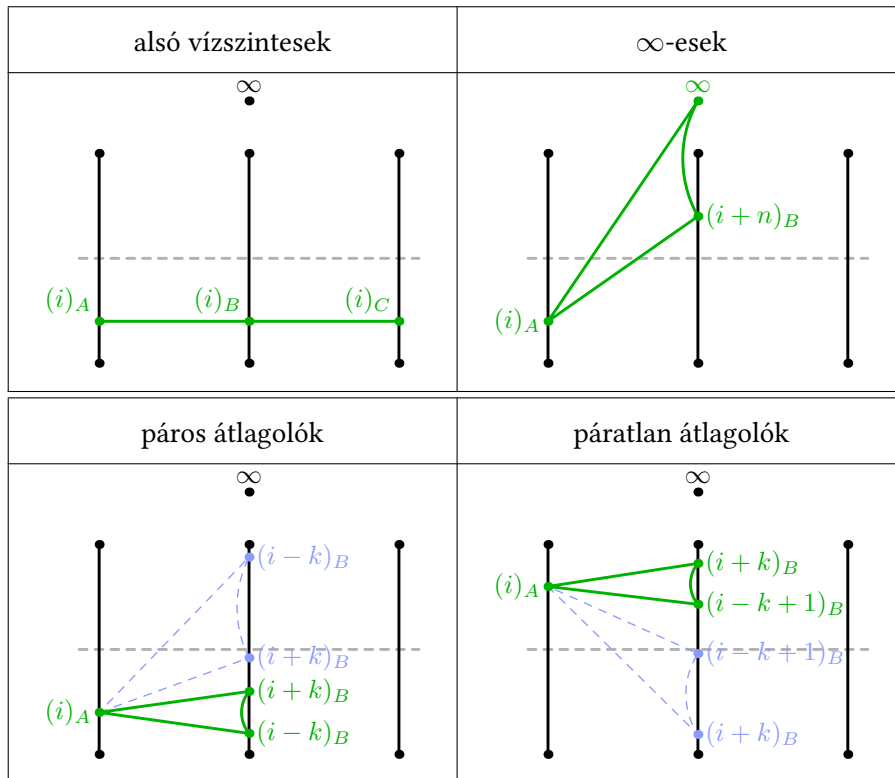 alsó vízszintesek
∞-esek
∞
(i)_A
(i)_B
(i)_C
∞
(i + n)_B
(i)_A
páros átlagolók
páratlan átlagolók
∞
(i − k)_B
(i + k)_B
(i + k)_B
(i)_A
(i − k)_B
∞
(i + k)_B
(i)_A
(i − k + 1)_B
(i − k + 1)_B
(i + k)_B